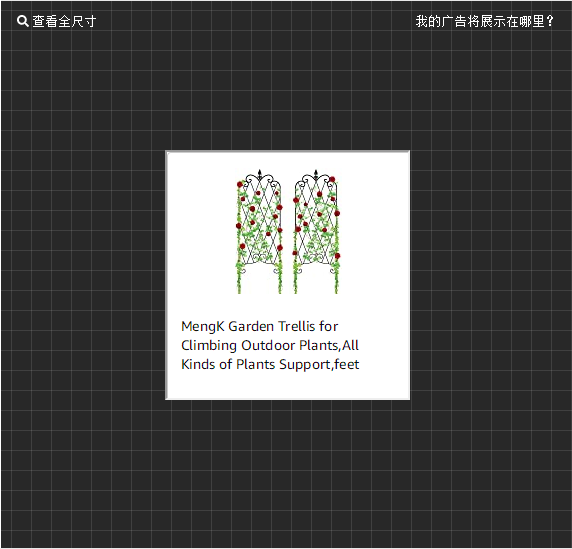 查看全尺寸
我的广告将展示在哪里?
MengK Garden Trellis for
Climbing Outdoor Plants,All
Kinds of Plants Support,feet